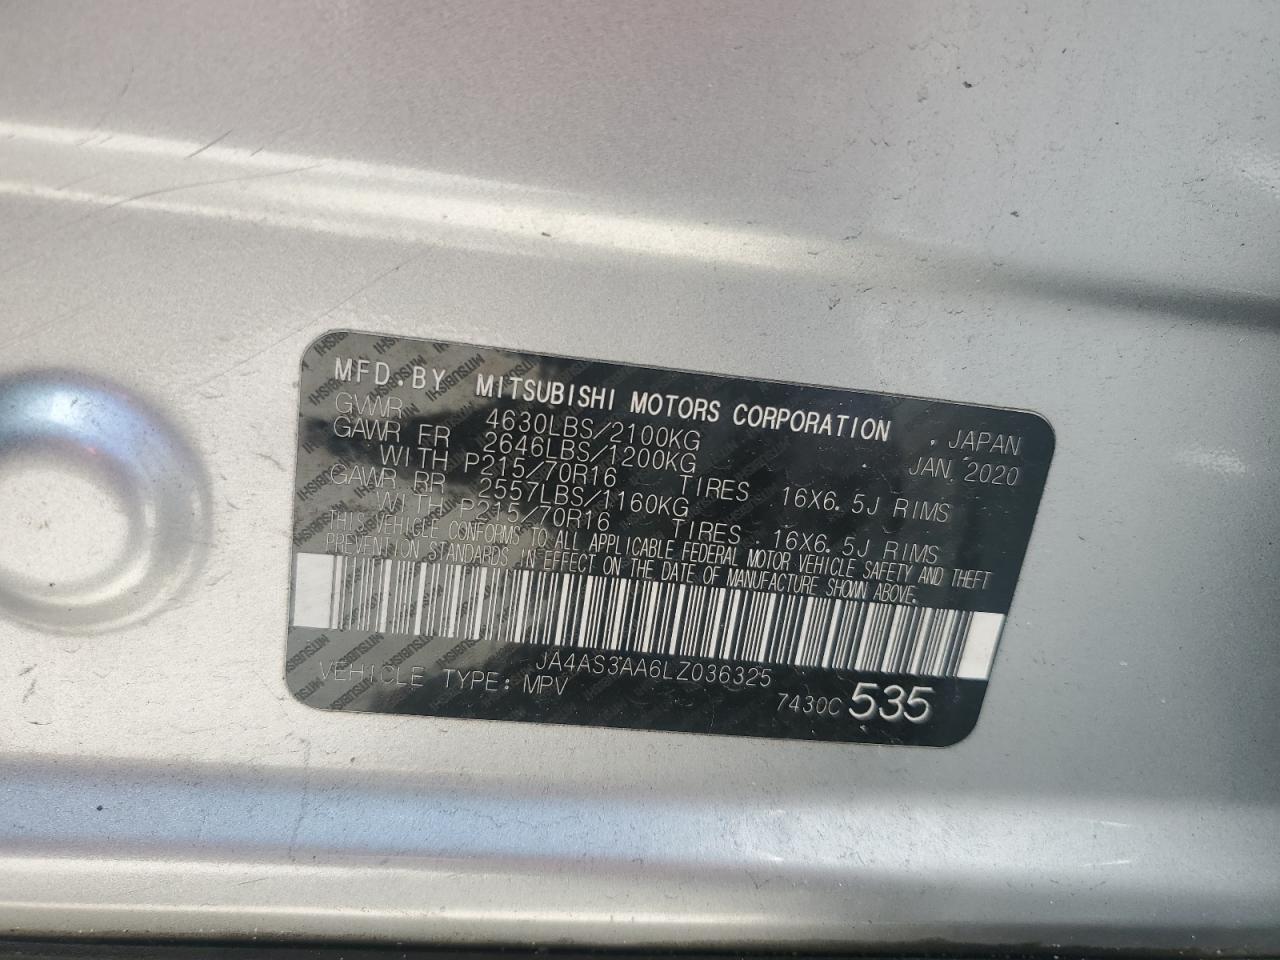 MFD.BY MITSUBISHI MOTORS CORPORATION . JAPAN
GVWR 4630LBS/2100KG JAN. 2020
GAWR FR 2646LBS/1200KG
WITH P215/70R16 TIRES 16X6.5J RIMS
GAWR RR 2557LBS/1160KG
WITH P215/70R16 TIRES . 16X6.5J RIMS
THIS VEHICLE CONFORMS TO ALL APPLICABLE FEDERAL MOTOR VEHICLE SAFETY AND THEFT
PREVENTION STANDARDS IN EFFECT ON THE DATE OF MANUFACTURE SHOWN ABOVE.
JA4AS3AA6LZ036325
VEHICLE TYPE: MPV
7430C 535